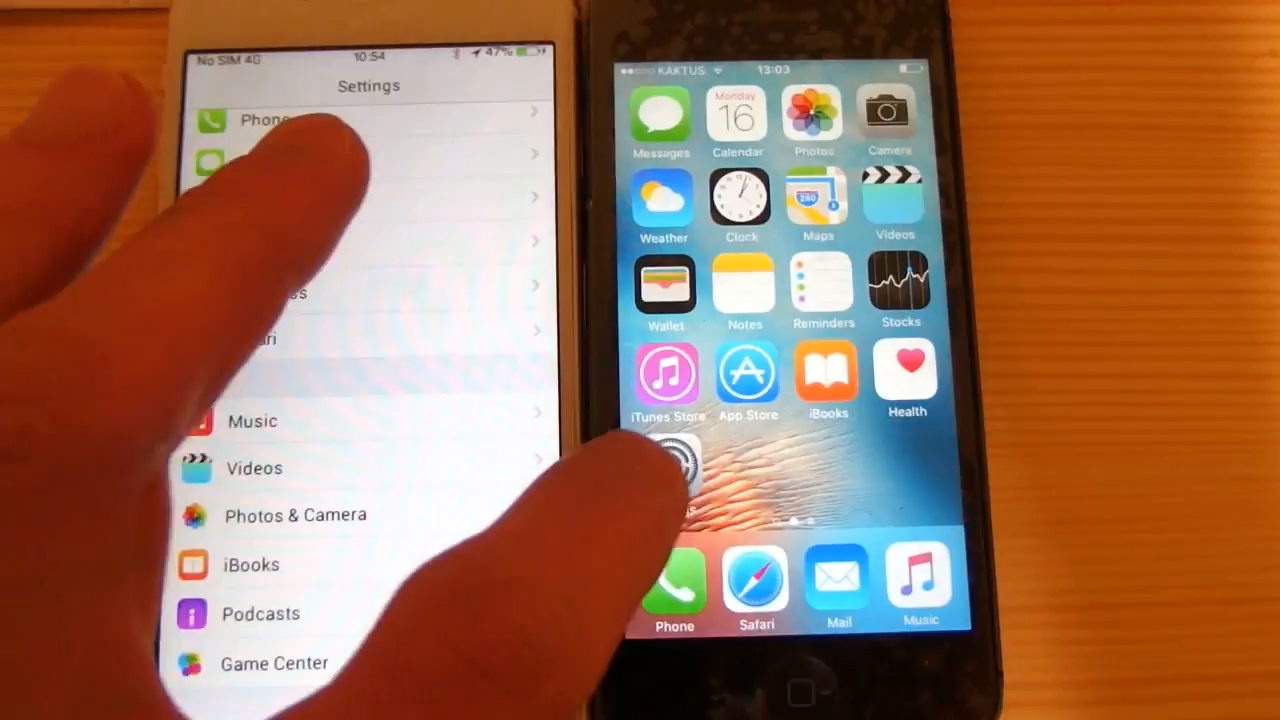 No SIM 4G 10:54 47%
Settings
Phone
Music
Videos
Photos & Camera
iBooks
Podcasts
Game Center
KAKTUS 13:03
Monday
16
Messages Calendar Photos Camera
280
Weather Clock Maps Videos
Wallet Notes Reminders Stocks
iTunes Store App Store iBooks Health
Phone Safari Mail Music